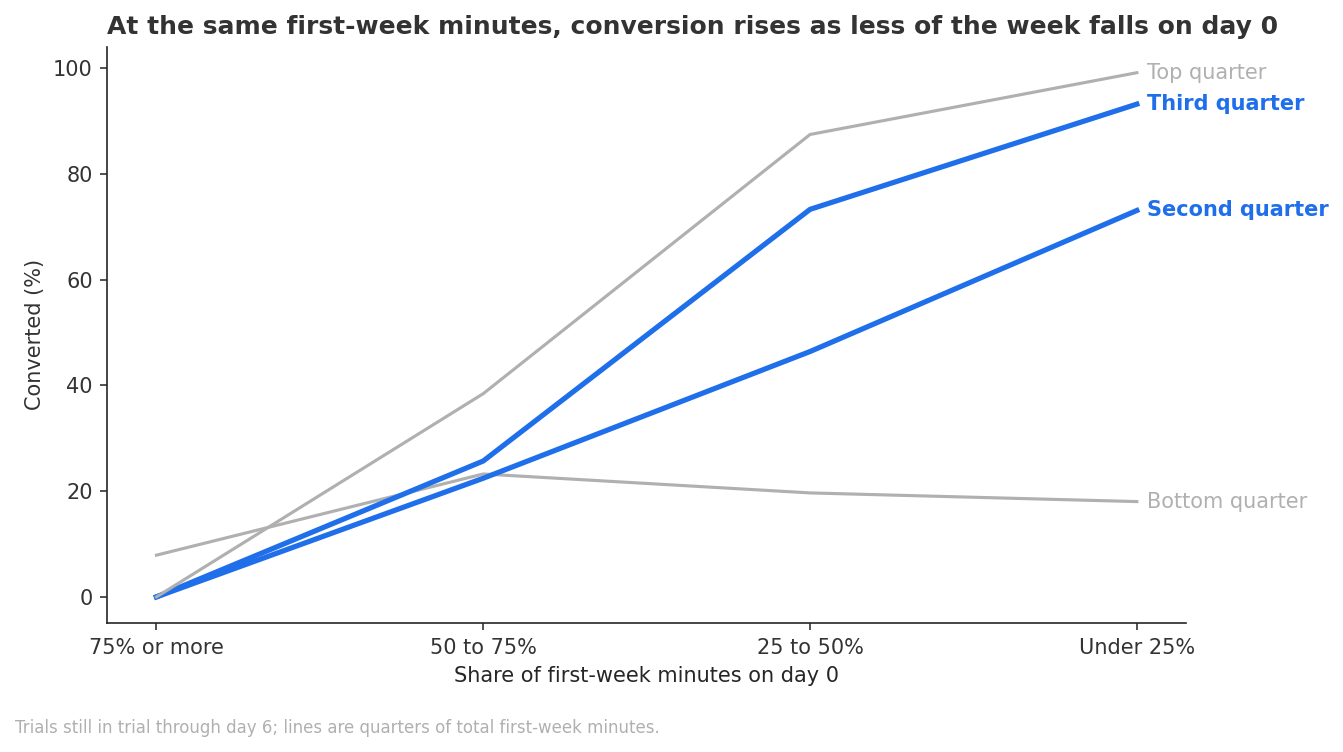 At the same first-week minutes, conversion rises as less of the week falls on day 0
100
80
60
40
20
0
Converted (%)
Top quarter
Third quarter
Second quarter
Bottom quarter
75% or more
50 to 75%
25 to 50%
Under 25%
Share of first-week minutes on day 0
Trials still in trial through day 6; lines are quarters of total first-week minutes.